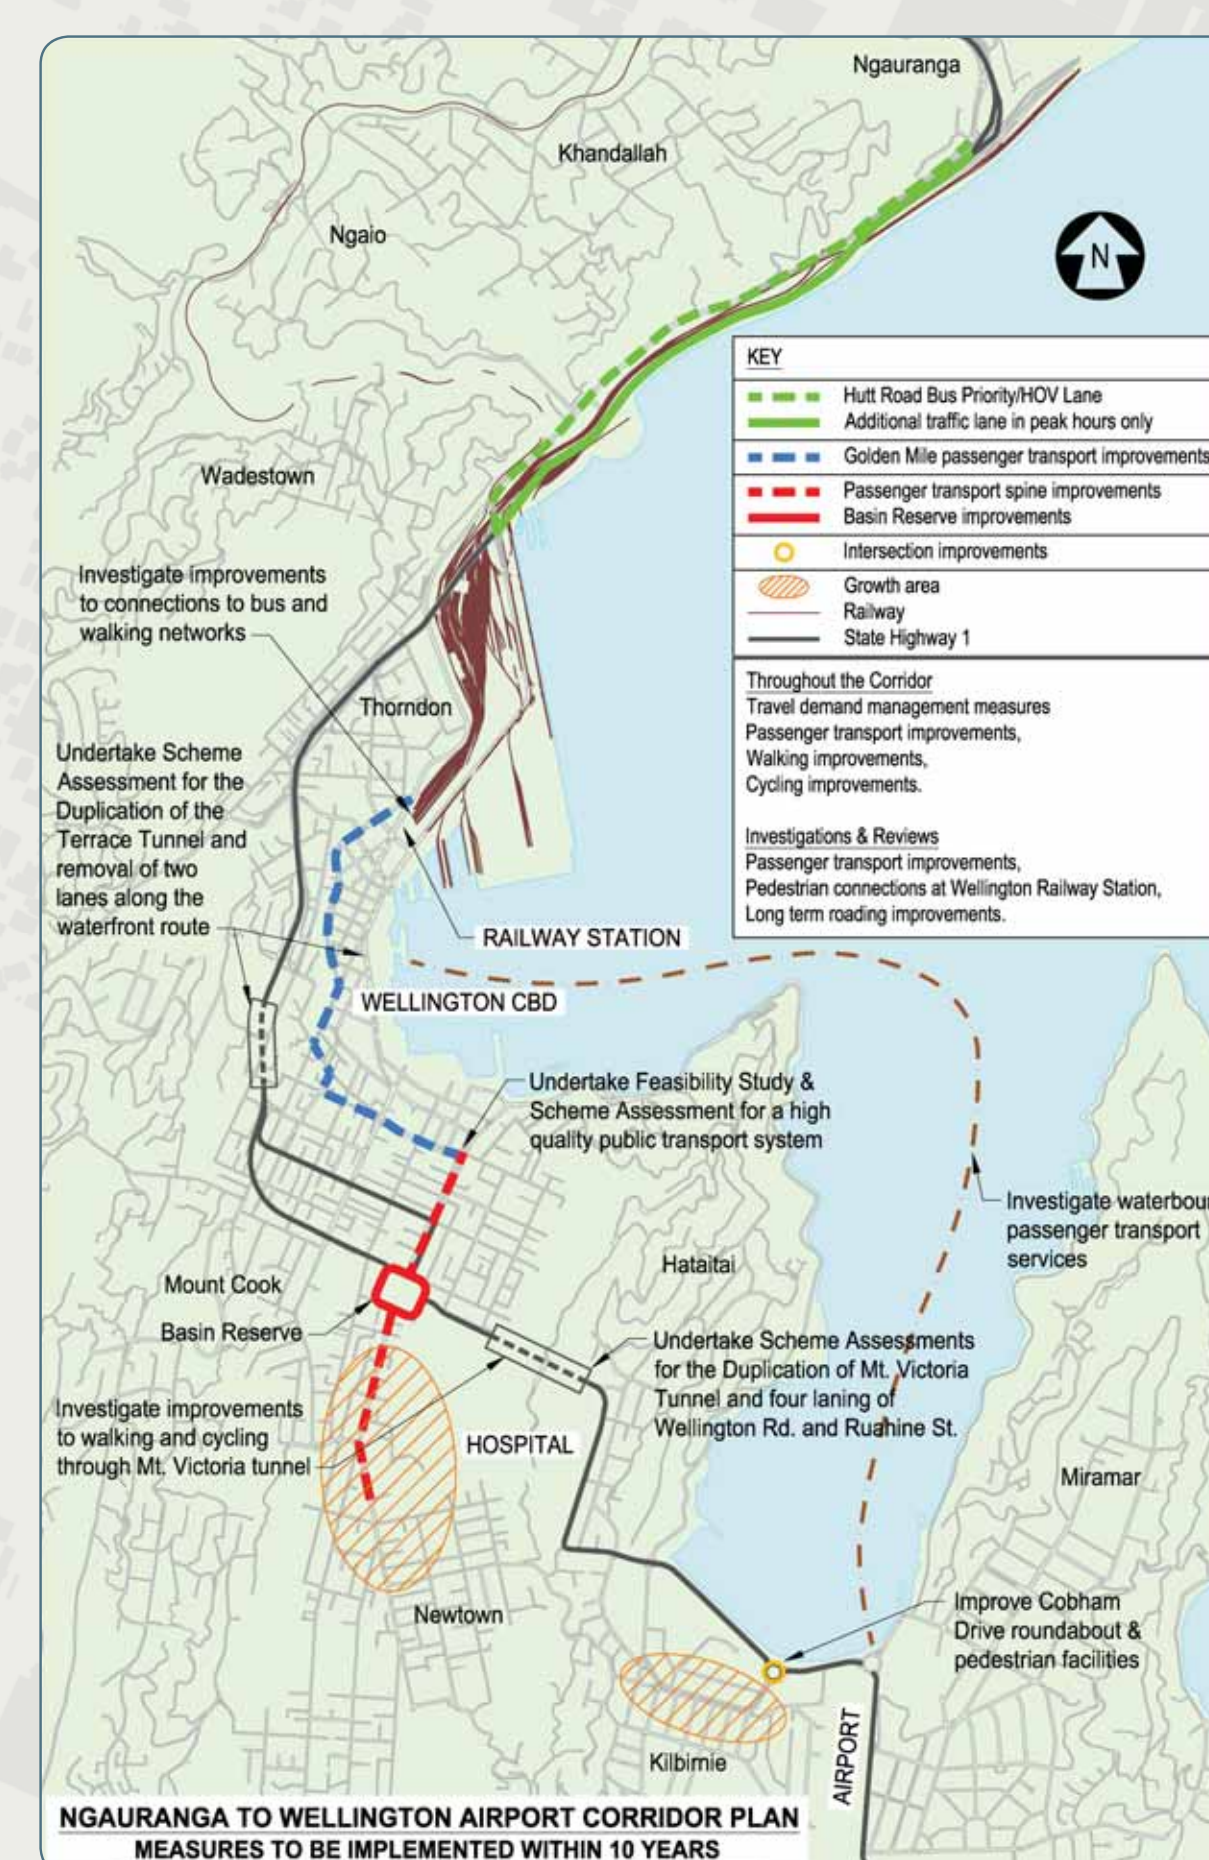 Ngauranga
Khandallah
Ngaio
N
KEY
Hutt Road Bus Priority/HOV Lane
Additional traffic lane in peak hours only
Golden Mile passenger transport improvements
Passenger transport spine improvements
Basin Reserve improvements
Intersection improvements
Growth area
Railway
State Highway 1
Throughout the Corridor
Travel demand management measures
Passenger transport improvements,
Walking improvements,
Cycling improvements.
Investigations & Reviews
Passenger transport improvements,
Pedestrian connections at Wellington Railway Station,
Long term roading improvements.
Wadestown
Investigate improvements
to connections to bus and
walking networks
Thorndon
Undertake Scheme
Assessment for the
Duplication of the
Terrace Tunnel and
removal of two
lanes along the
waterfront route
RAILWAY STATION
WELLINGTON CBD
Undertake Feasibility Study &
Scheme Assessment for a high
quality public transport system
Investigate waterbour
passenger transport
services
Hataitai
Mount Cook
Basin Reserve
Undertake Scheme Assessments
for the Duplication of Mt. Victoria
Tunnel and four laning of
Wellington Rd. and Ruahine St.
Investigate improvements
to walking and cycling
through Mt. Victoria tunnel
HOSPITAL
Miramar
Newtown
Improve Cobham
Drive roundabout &
pedestrian facilities
Kilbirnie
AIRPORT
NGAURANGA TO WELLINGTON AIRPORT CORRIDOR PLAN
MEASURES TO BE IMPLEMENTED WITHIN 10 YEARS